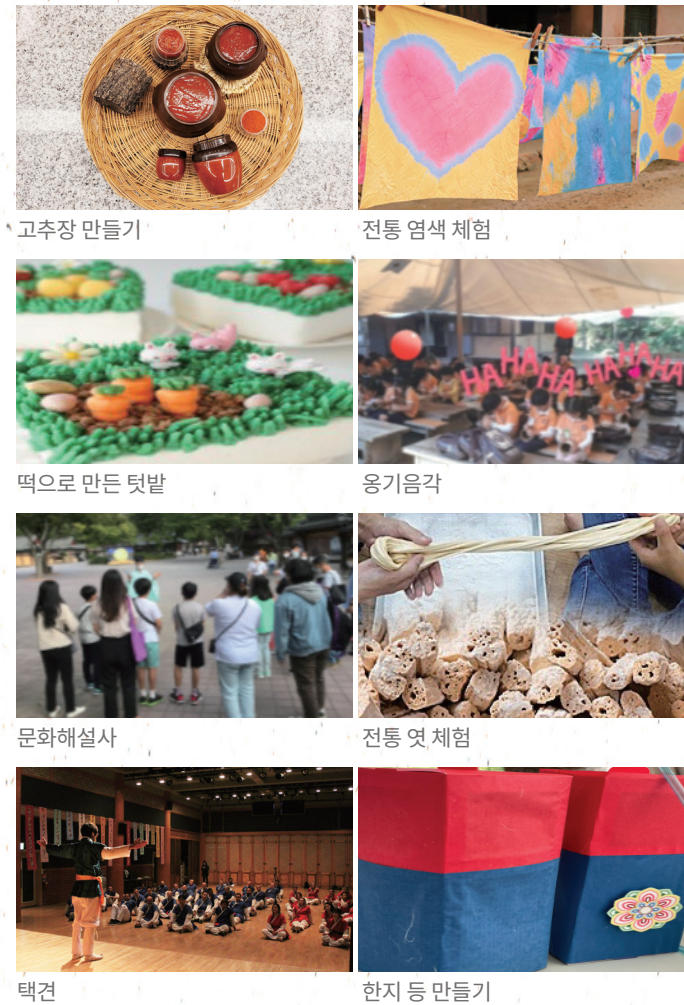 고추장 만들기
전통 염색 체험
HA HA HA HA HA HA
떡으로 만든 텃밭
옹기음각
문화해설사
전통 엿 체험
택견
한지 등 만들기